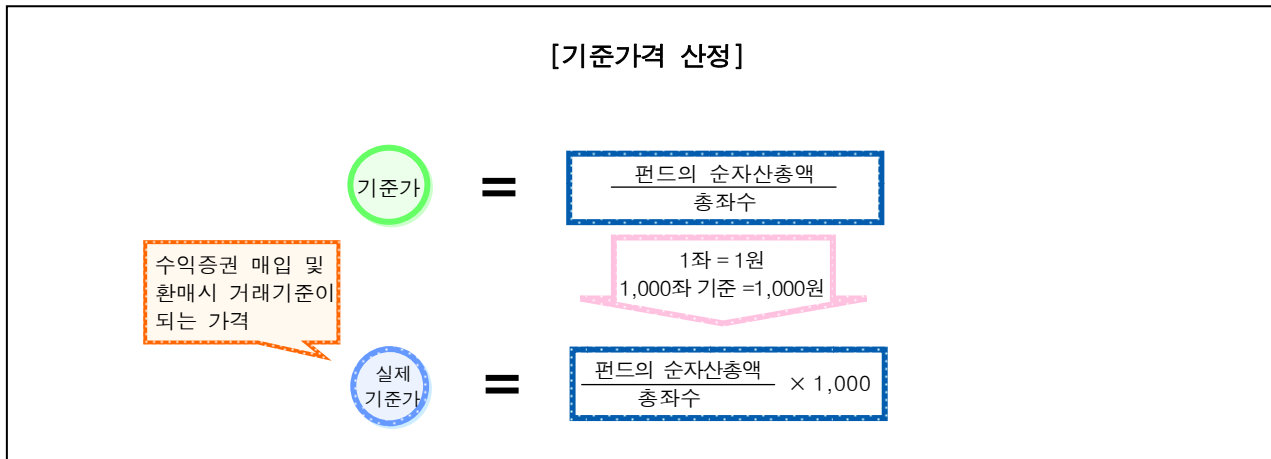 [기준가격 산정]
기준가
=
펀드의 순자산총액
총좌수
1좌 = 1원
1,000좌 기준 =1,000원
수익증권 매입 및
환매시 거래기준이
되는 가격
실제
기준가
=
펀드의 순자산총액
총좌수
× 1,000